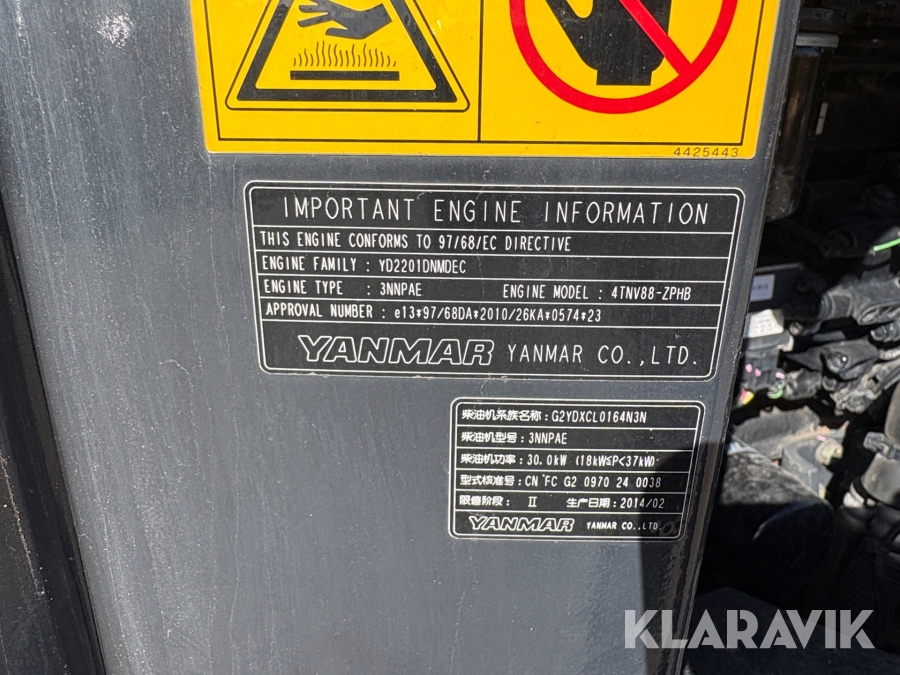 4425443
IMPORTANT ENGINE INFORMATION
THIS ENGINE CONFORMS TO 97/68/EC DIRECTIVE
ENGINE FAMILY : YD2201DNMDEC
ENGINE TYPE : 3NNPAE ENGINE MODEL : 4TNV88-ZPHB
APPROVAL NUMBER : e13*97/68DA*2010/26KA*0574*23
YANMAR YANMAR CO.,LTD.
柴油机系族名称: G2YDXCL0164N3N
柴油机型号: 3NNPAE
柴油机功率: 30.0kW (18kW≤P<37kW)
型式核准号: CN FC G2 0970 24 0038
限值阶段: II 生产日期: 2014/02
YANMAR YANMAR CO.,LTD.
KLARAVIK